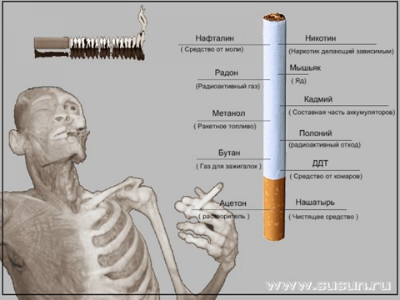 Нафталин
( Средство от моли)
Радон
(Радиоактивный газ)
Метанол
( Ракетное топливо)
Бутан
( Газ для зажигалок )
Ацетон
( растворитель )
Никотин
(Наркотик делающий зависимым)
Мышьяк
( Яд)
Кадмий
( Составная часть аккумуляторов)
Полоний
(радиоактивный отход)
ДДТ
( Средство от комаров)
Нашатырь
( Чистящее средство )
www.susun.ru